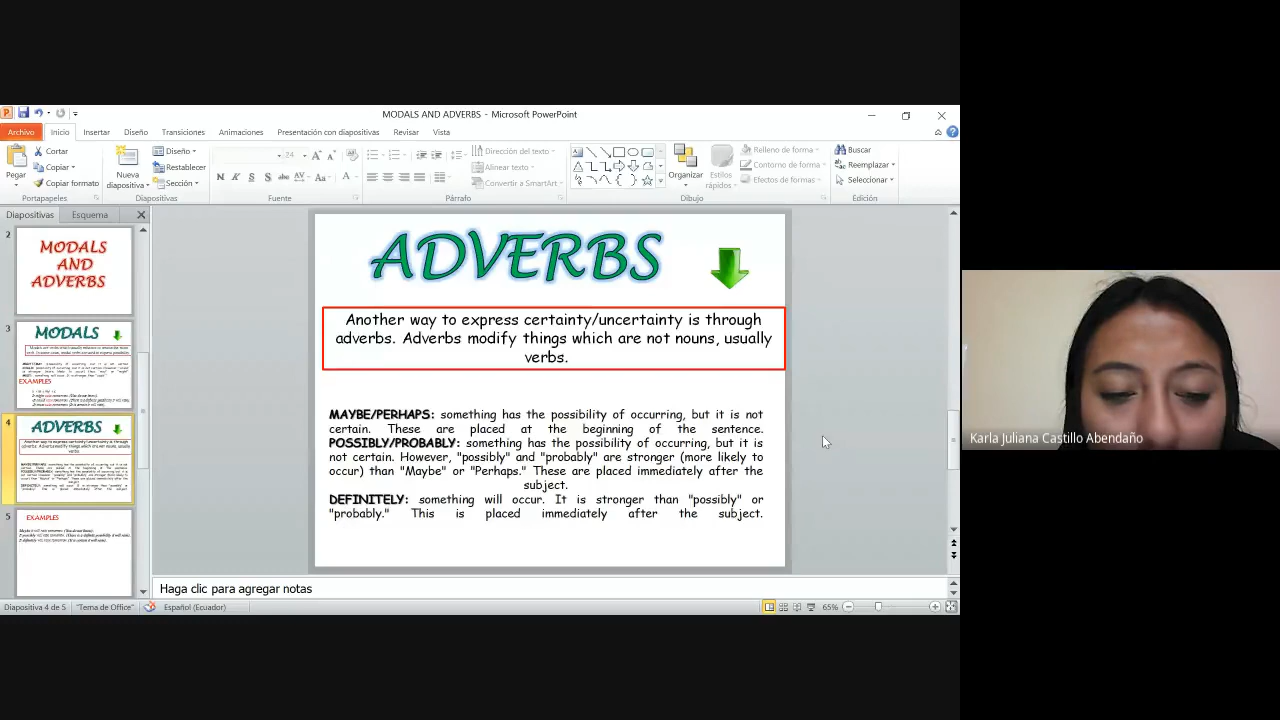 MODALS AND ADVERBS - Microsoft PowerPoint
Archivo Inicio Insertar Diseño Transiciones Animaciones Presentación con diapositivas Revisar Vista
Pegar
Cortar
Copiar
Copiar formato
Portapapeles
Nueva diapositiva
Diseño
Restablecer
Sección
Diapositivas
24
Fuente
Dirección del texto
Alinear texto
Convertir a SmartArt
Párrafo
Organizar
Estilos rápidos
Relleno de forma
Contorno de forma
Efectos de formas
Dibujo
Buscar
Reemplazar
Seleccionar
Edición
Diapositivas Esquema
2
MODALS
AND
ADVERBS
3
MODALS
EXAMPLES
4
ADVERBS
5
EXAMPLES
ADVERBS
Another way to express certainty/uncertainty is through
adverbs. Adverbs modify things which are not nouns, usually
verbs.
MAYBE/PERHAPS: something has the possibility of occurring, but it is not
certain. These are placed at the beginning of the sentence.
POSSIBLY/PROBABLY: something has the possibility of occurring, but it is
not certain. However, "possibly" and "probably" are stronger (more likely to
occur) than "Maybe" or "Perhaps." These are placed immediately after the
subject.
DEFINITELY: something will occur. It is stronger than "possibly" or
"probably." This is placed immediately after the subject.
Haga clic para agregar notas
Diapositiva 4 de 5 "Tema de Office" Español (Ecuador) 65%
Karla Juliana Castillo Abendaño